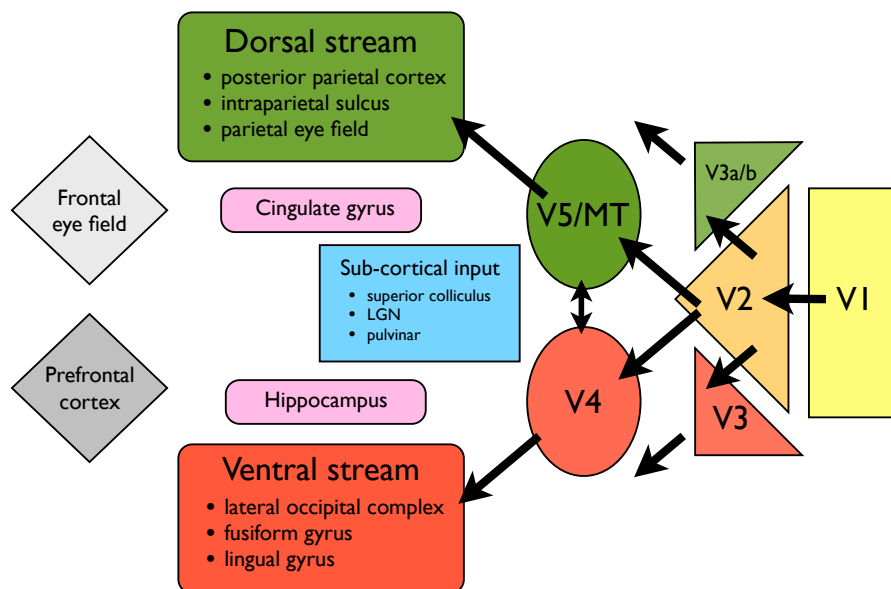 Dorsal stream
• posterior parietal cortex
• intraparietal sulcus
• parietal eye field
V3a/b
Frontal
eye field
Cingulate gyrus
V5/MT
Sub-cortical input
• superior colliculus
• LGN
• pulvinar
V2
V1
Prefrontal
cortex
Hippocampus
V4
V3
Ventral stream
• lateral occipital complex
• fusiform gyrus
• lingual gyrus